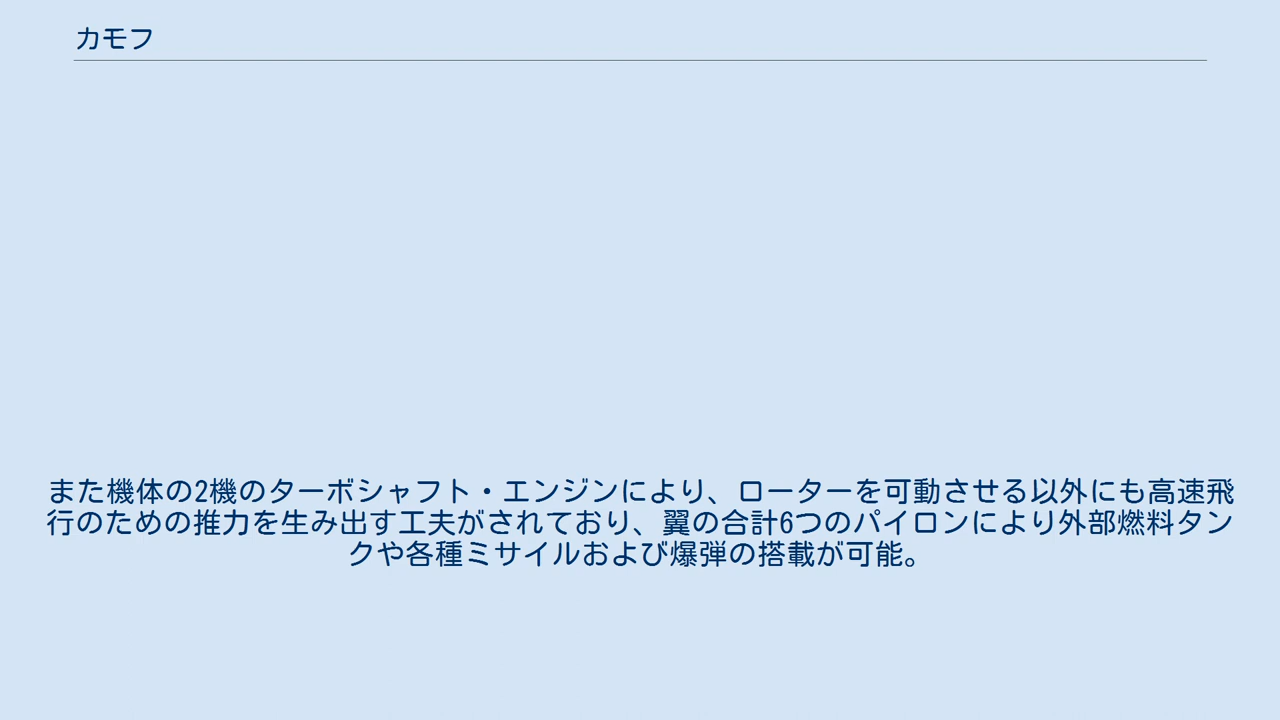 カモフ
また機体の2機のターボシャフト・エンジンにより、ローターを可動させる以外にも高速飛
行のための推力を生み出す工夫がされており、翼の合計6つのパイロンにより外部燃料タン
クや各種ミサイルおよび爆弾の搭載が可能。